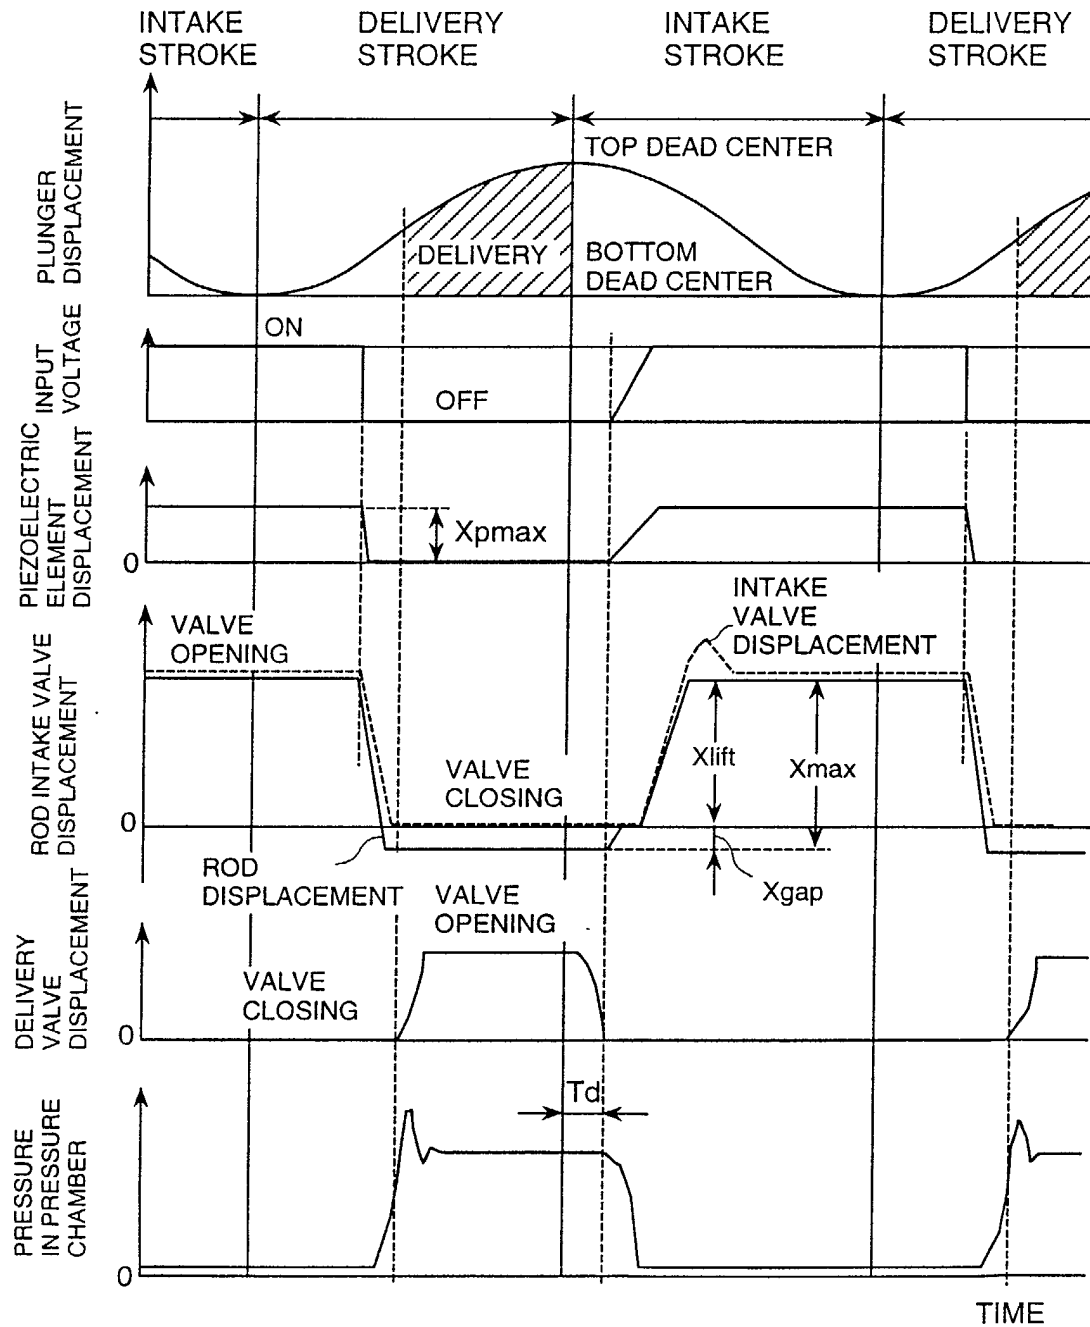 INTAKE
STROKE
DELIVERY
STROKE
INTAKE
STROKE
DELIVERY
STROKE
PLUNGER
DISPLACEMENT
TOP DEAD CENTER
DELIVERY
BOTTOM
DEAD CENTER
INPUT
VOLTAGE
ON
OFF
PIEZOELECTRIC
ELEMENT
DISPLACEMENT
Xpmax
0
ROD INTAKE VALVE
DISPLACEMENT
VALVE
OPENING
INTAKE
VALVE
DISPLACEMENT
VALVE
CLOSING
Xlift
Xmax
0
ROD
DISPLACEMENT
Xgap
DELIVERY
VALVE
DISPLACEMENT
VALVE
OPENING
VALVE
CLOSING
0
PRESSURE
IN PRESSURE
CHAMBER
Td
0
TIME